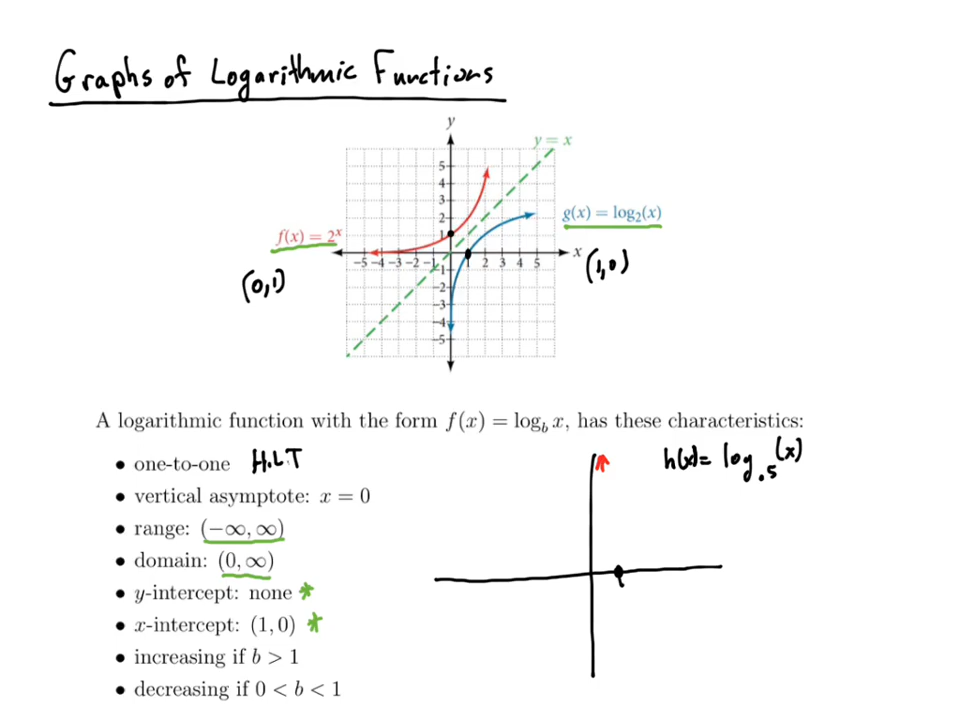 Graphs of Logarithmic Functions
y
y = x
5
4
3
2
1
g(x) = log₂(x)
f(x) = 2ˣ
-5 -4 -3 -2 -1 1 2 3 4 5 x
-1
-2
-3
-4
-5
(0,1)
(1,0)
A logarithmic function with the form f(x) = log_b x, has these characteristics:
• one-to-one H.L.T
h(x)= log.₅(x)
• vertical asymptote: x = 0
• range: (−∞, ∞)
• domain: (0, ∞)
• y-intercept: none *
• x-intercept: (1, 0) *
• increasing if b > 1
• decreasing if 0 < b < 1